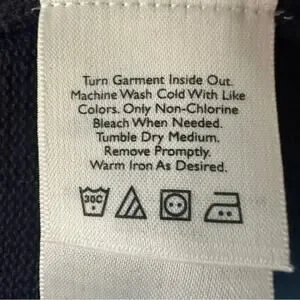 Turn Garment Inside Out.
Machine Wash Cold With Like
Colors. Only Non-Chlorine
Bleach When Needed.
Tumble Dry Medium.
Remove Promptly.
Warm Iron As Desired.
30C